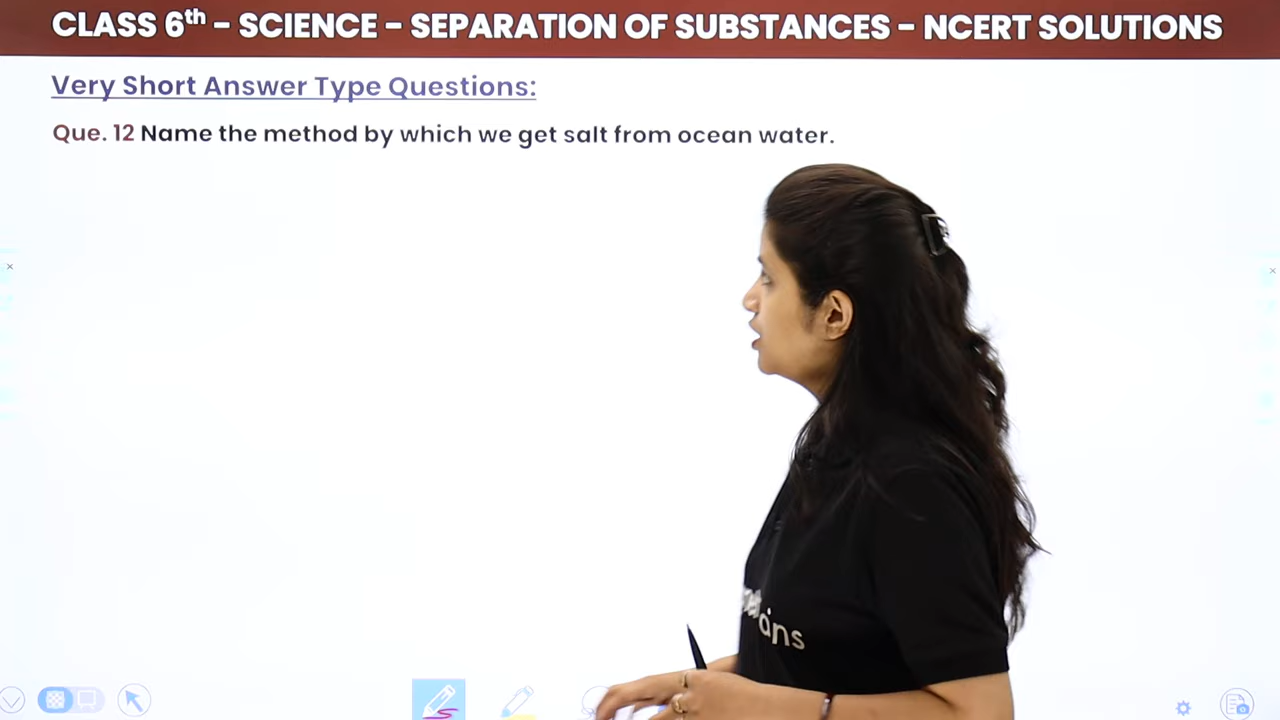 CLASS 6th – SCIENCE – SEPARATION OF SUBSTANCES – NCERT SOLUTIONS
Very Short Answer Type Questions:
Que. 12 Name the method by which we get salt from ocean water.